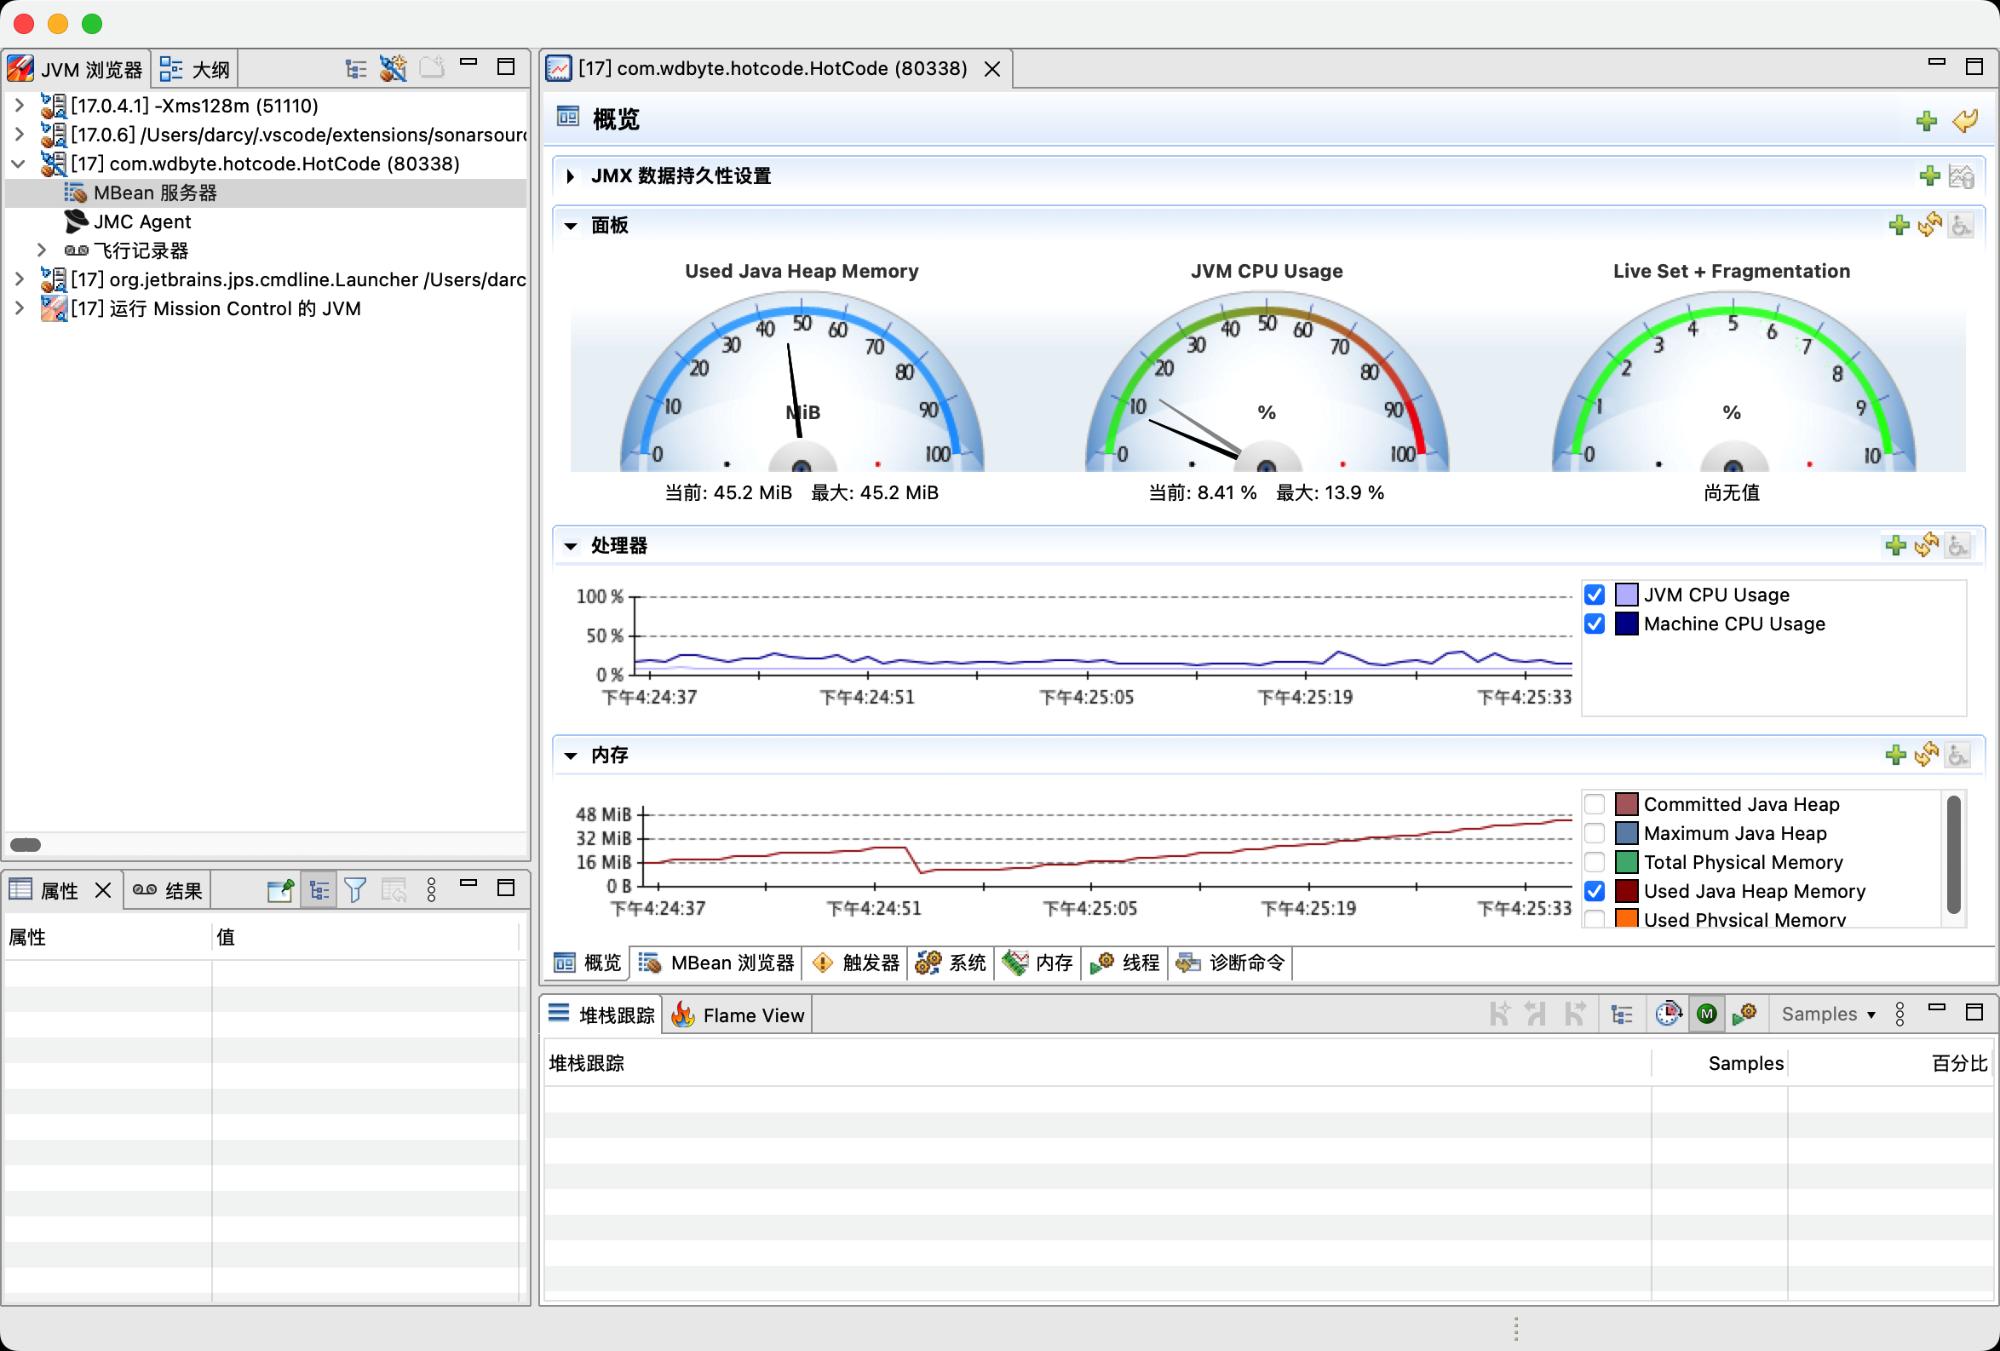 JVM 浏览器
大纲
[17.0.4.1] -Xms128m (51110)
[17.0.6] /Users/darcy/.vscode/extensions/sonarsourc
[17] com.wdbyte.hotcode.HotCode (80338)
MBean 服务器
JMC Agent
飞行记录器
[17] org.jetbrains.jps.cmdline.Launcher /Users/darc
[17] 运行 Mission Control 的 JVM
属性
结果
属性
值
[17] com.wdbyte.hotcode.HotCode (80338)
概览
JMX 数据持久性设置
面板
Used Java Heap Memory
0 10 20 30 40 50 60 70 80 90 100
MiB
当前: 45.2 MiB 最大: 45.2 MiB
JVM CPU Usage
0 10 20 30 40 50 60 70 80 90 100
%
当前: 8.41 % 最大: 13.9 %
Live Set + Fragmentation
0 1 2 3 4 5 6 7 8 9 10
%
尚无值
处理器
100 %
50 %
0 %
下午4:24:37 下午4:24:51 下午4:25:05 下午4:25:19 下午4:25:33
JVM CPU Usage
Machine CPU Usage
内存
48 MiB
32 MiB
16 MiB
0 B
下午4:24:37 下午4:24:51 下午4:25:05 下午4:25:19 下午4:25:33
Committed Java Heap
Maximum Java Heap
Total Physical Memory
Used Java Heap Memory
Used Physical Memory
概览 MBean 浏览器 触发器 系统 内存 线程 诊断命令
堆栈跟踪 Flame View
M
Samples
堆栈跟踪 Samples 百分比